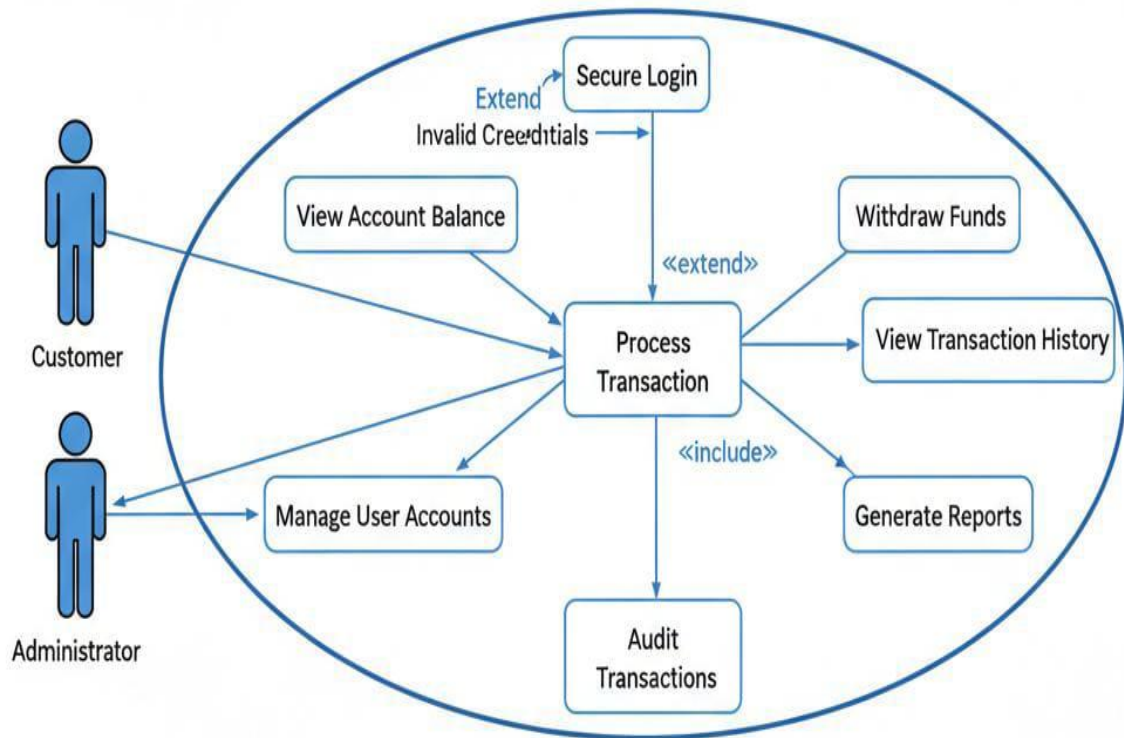 Secure Login
Extend
Invalid
View Account Balance
Withdraw Funds
«extend»
Customer
Process
Transaction
View Transaction History
«include»
Manage User Accounts
Generate Reports
Administrator
Audit
Transactions